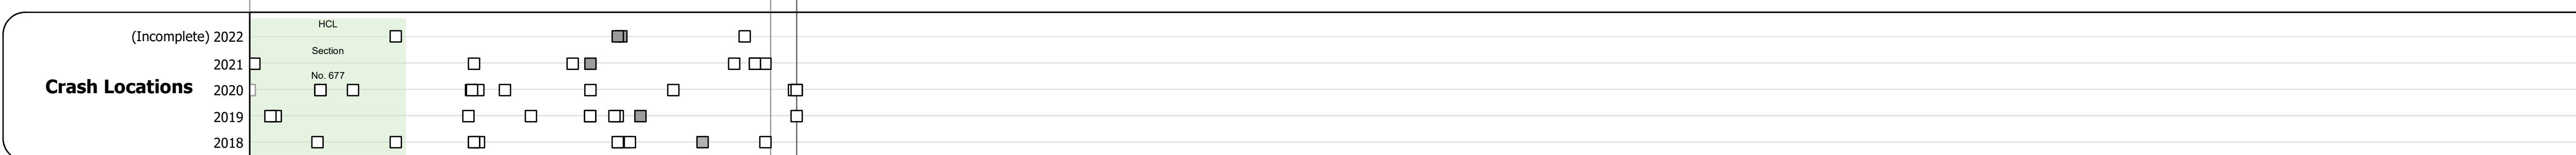 HCL
(Incomplete) 2022
Section
2021
No. 677
Crash Locations
2020
2019
2018